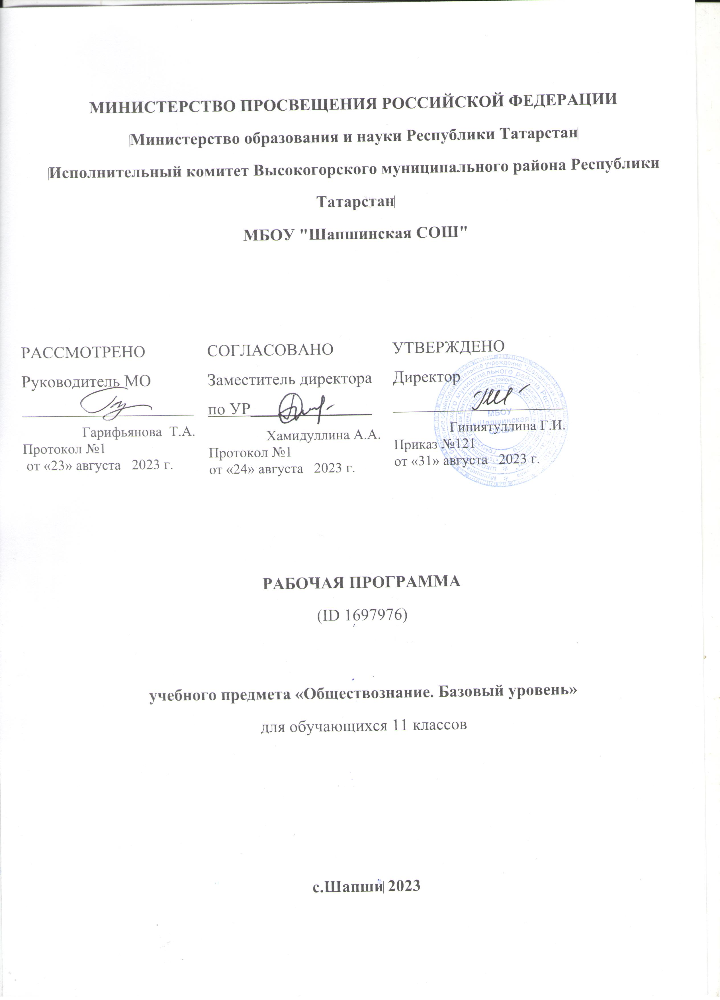 МИНИСТЕРСТВО ПРОСВЕЩЕНИЯ РОССИЙСКОЙ ФЕДЕРАЦИИ
Министерство образования и науки Республики Татарстан
Исполнительный комитет Высокогорского муниципального района Республики
Татарстан
МБОУ "Шапшинская СОШ"
РАССМОТРЕНО
Руководитель МО
Гарифьянова Т.А.
Протокол №1
от «23» августа 2023 г.
СОГЛАСОВАНО
Заместитель директора
по УР
Хамидуллина А.А.
Протокол №1
от «24» августа 2023 г.
УТВЕРЖДЕНО
Директор
МБОУ
Гиниятуллина Г.И.
Приказ №121
от «31» августа 2023 г.
РАБОЧАЯ ПРОГРАММА
(ID 1697976)
учебного предмета «Обществознание. Базовый уровень»
для обучающихся 11 классов
с.Шапши 2023